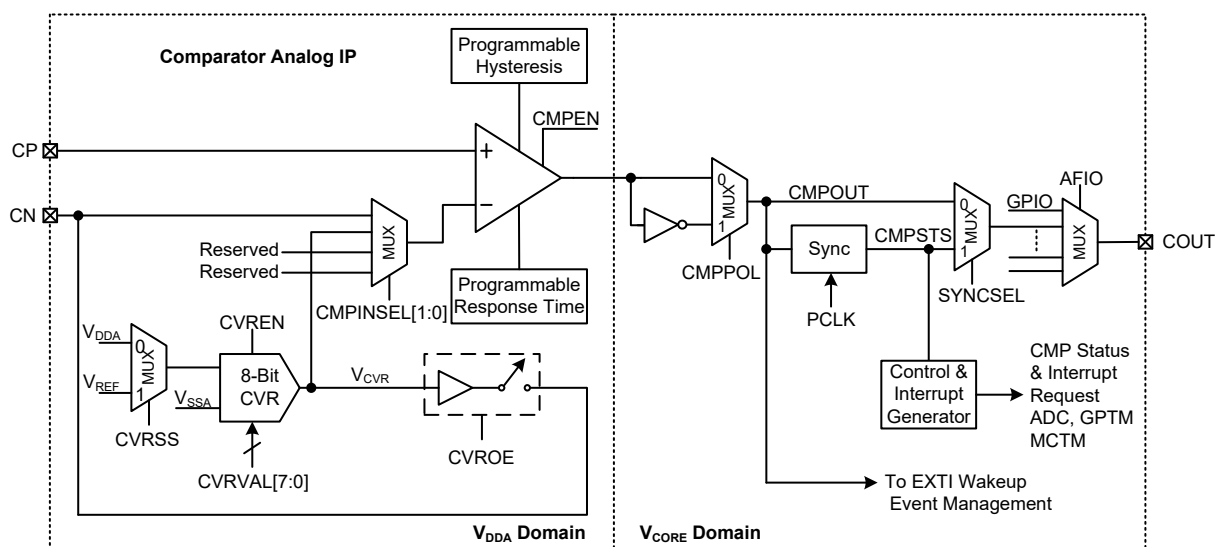 Comparator Analog IP
Programmable
Hysteresis
CMPEN
CP
+
CN
−
MUX
Reserved
Reserved
CMPINSEL[1:0]
Programmable
Response Time
VDDA
0
MUX
VREF
1
CVRSS
CVREN
8-Bit
CVR
VSSA
CVRVAL[7:0]
VCVR
CVROE
VDDA Domain
0
MUX
1
CMPPOL
CMPOUT
Sync
CMPSTS
PCLK
0
MUX
1
SYNCSEL
AFIO
GPIO
MUX
COUT
Control &
Interrupt
Generator
CMP Status
& Interrupt
Request
ADC, GPTM
MCTM
To EXTI Wakeup
Event Management
VCORE Domain